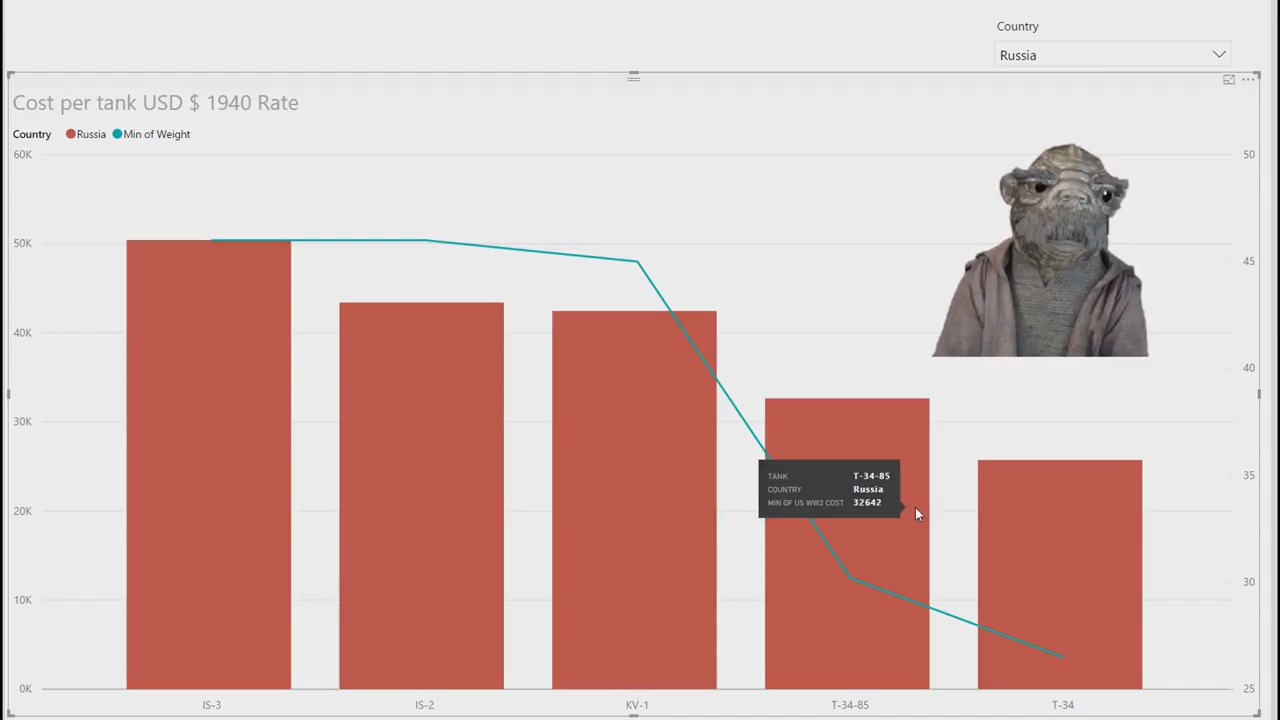 Country
Russia
Cost per tank USD $ 1940 Rate
Country Russia Min of Weight
60K
50K
40K
30K
20K
10K
0K
50
45
40
35
30
25
TANK T-34-85
COUNTRY Russia
MIN OF US WW2 COST 32642
IS-3 IS-2 KV-1 T-34-85 T-34